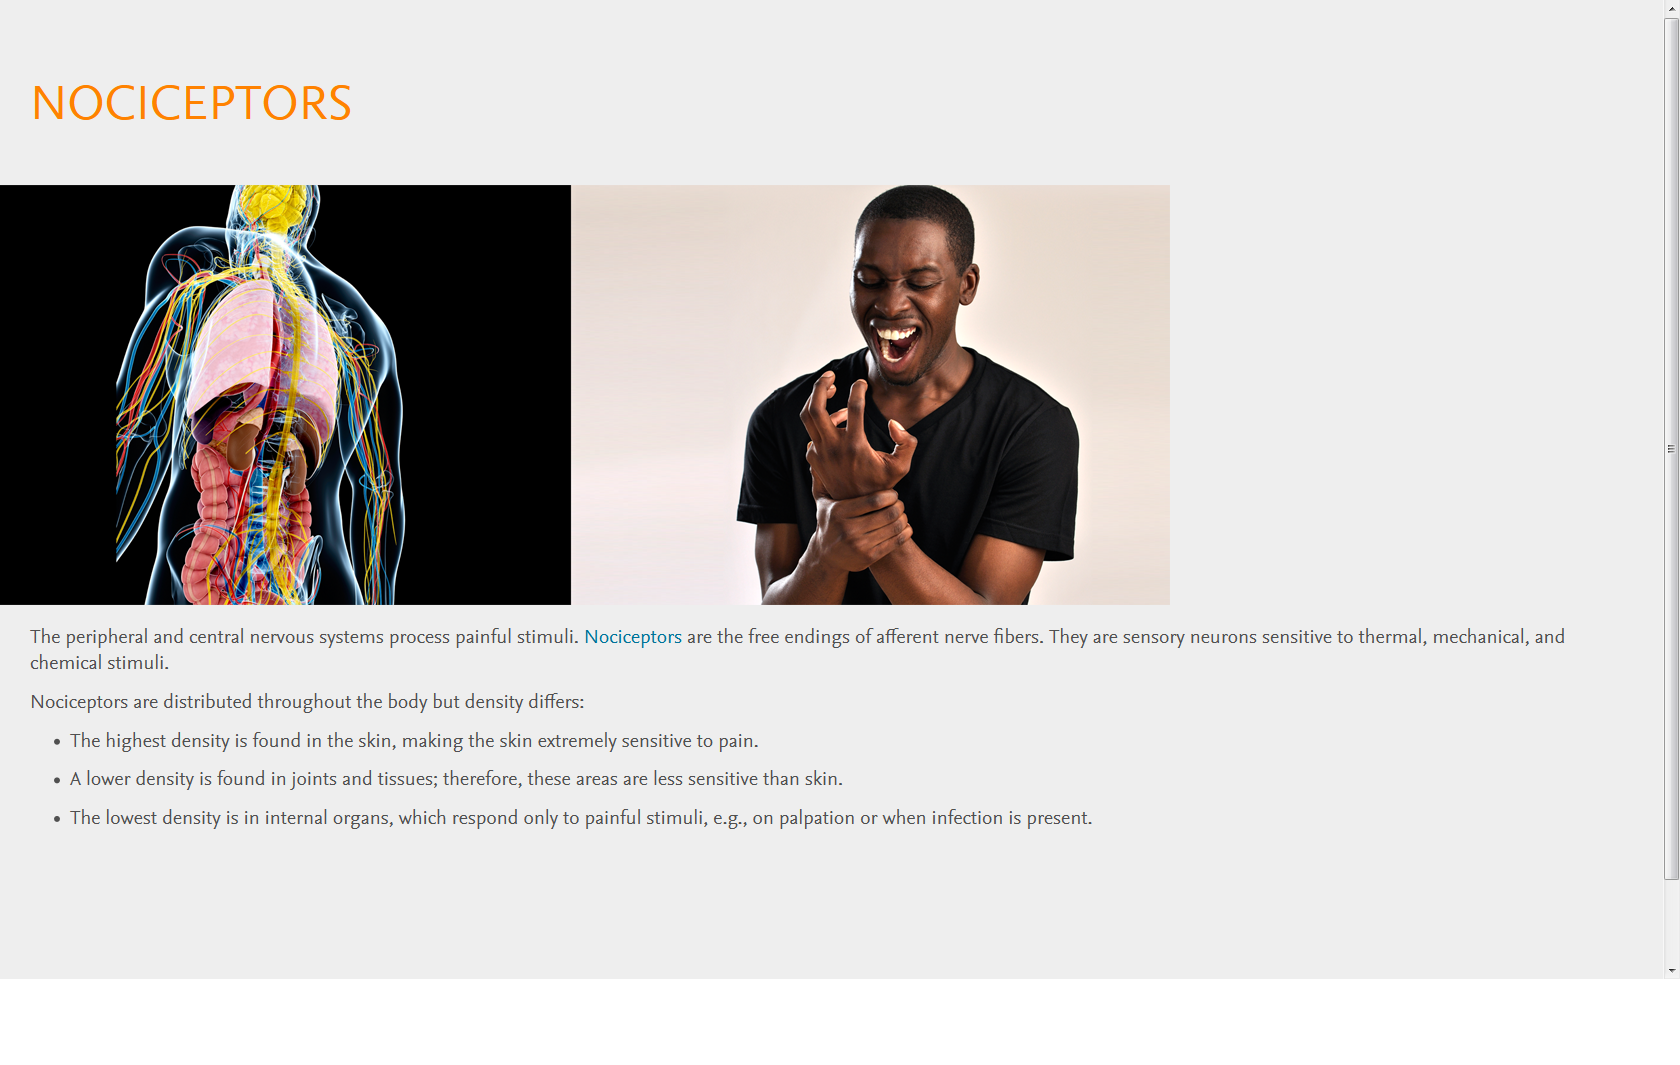 NOCICEPTORS
The peripheral and central nervous systems process painful stimuli. Nociceptors are the free endings of afferent nerve fibers. They are sensory neurons sensitive to thermal, mechanical, and
chemical stimuli.
Nociceptors are distributed throughout the body but density differs:
• The highest density is found in the skin, making the skin extremely sensitive to pain.
• A lower density is found in joints and tissues; therefore, these areas are less sensitive than skin.
• The lowest density is in internal organs, which respond only to painful stimuli, e.g., on palpation or when infection is present.